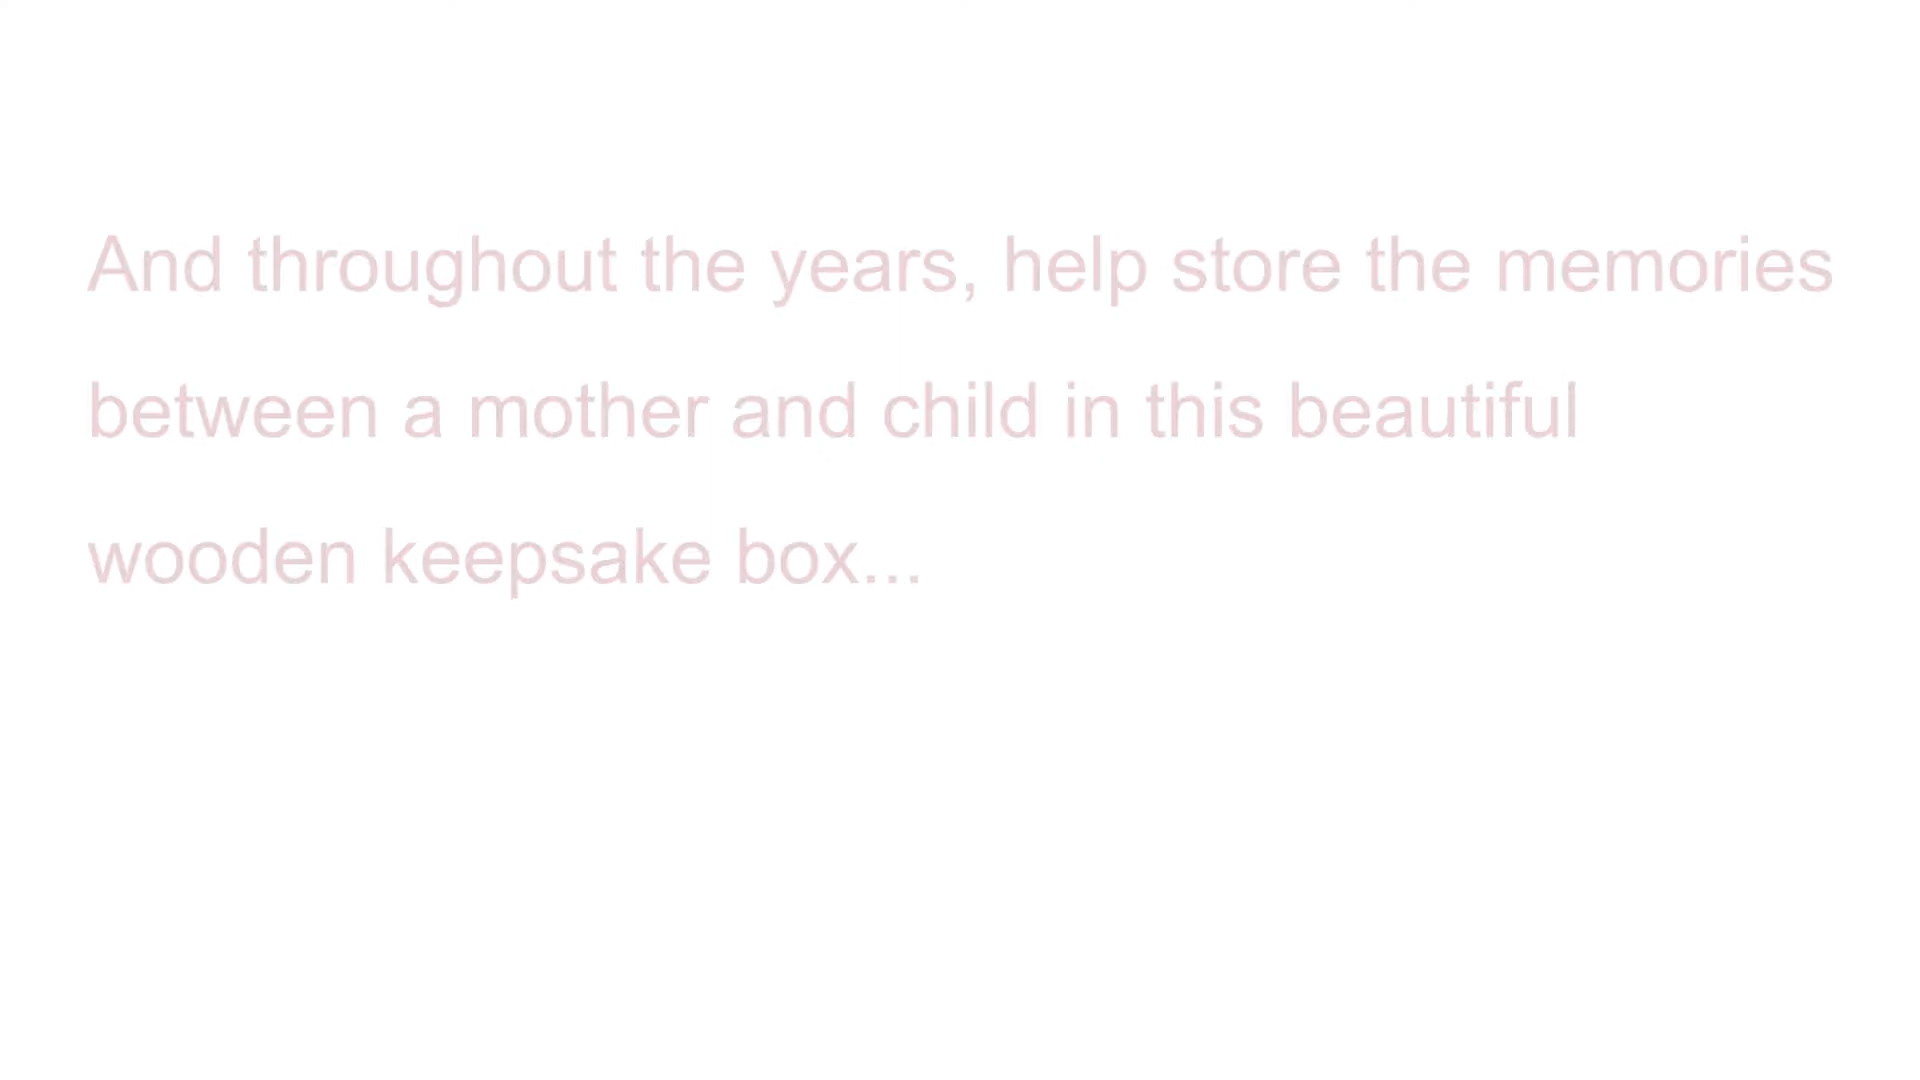 And throughout the years, help store the memories
between a mother and child in this beautiful
wooden keepsake box...